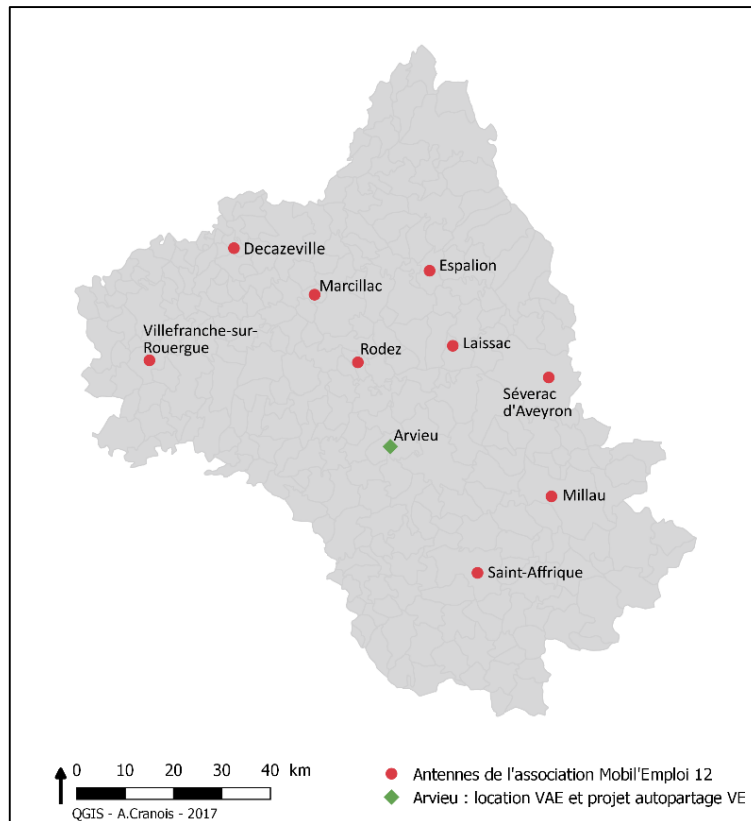 Decazeville
Espalion
Marcillac
Villefranche-sur-
Rouergue
Rodez
Laissac
Séverac
d'Aveyron
Arvieu
Millau
Saint-Affrique
0 10 20 30 40 km
QGIS - A.Cranois - 2017
Antennes de l'association Mobil'Emploi 12
Arvieu : location VAE et projet autopartage VE